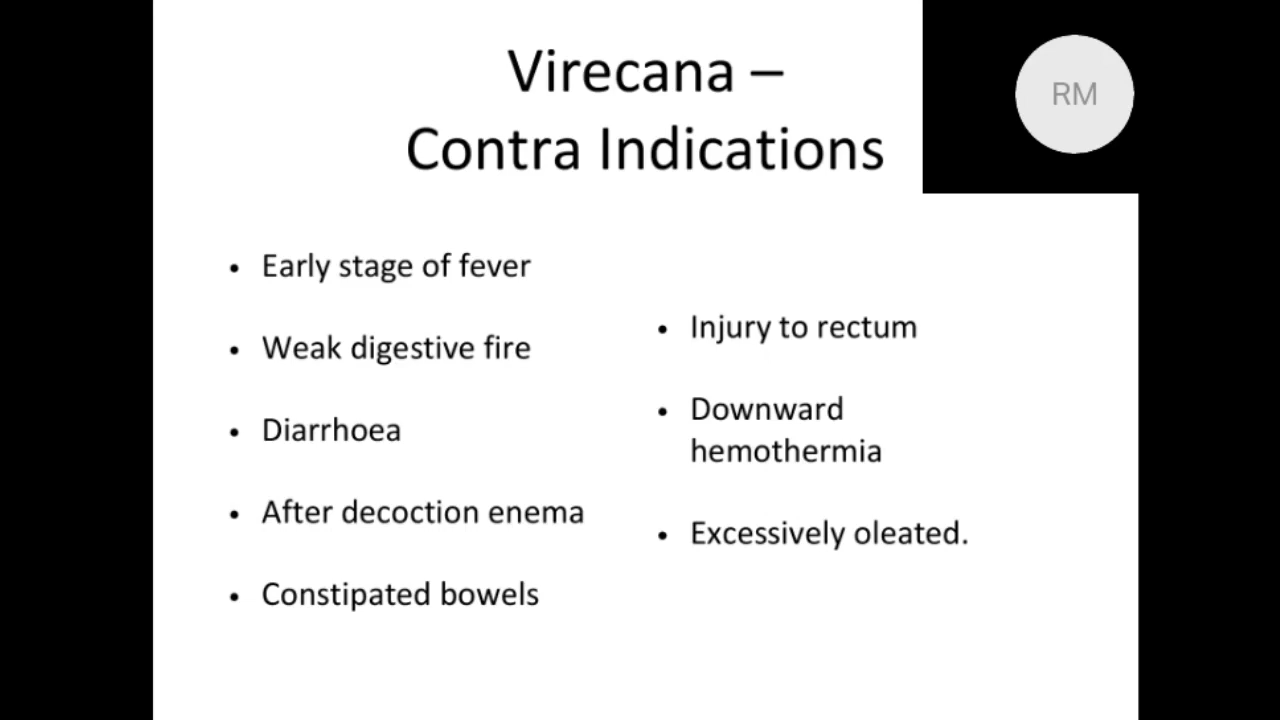 Virecana –
Contra Indications
RM
• Early stage of fever
• Weak digestive fire
• Diarrhoea
• After decoction enema
• Constipated bowels
• Injury to rectum
• Downward
hemothermia
• Excessively oleated.